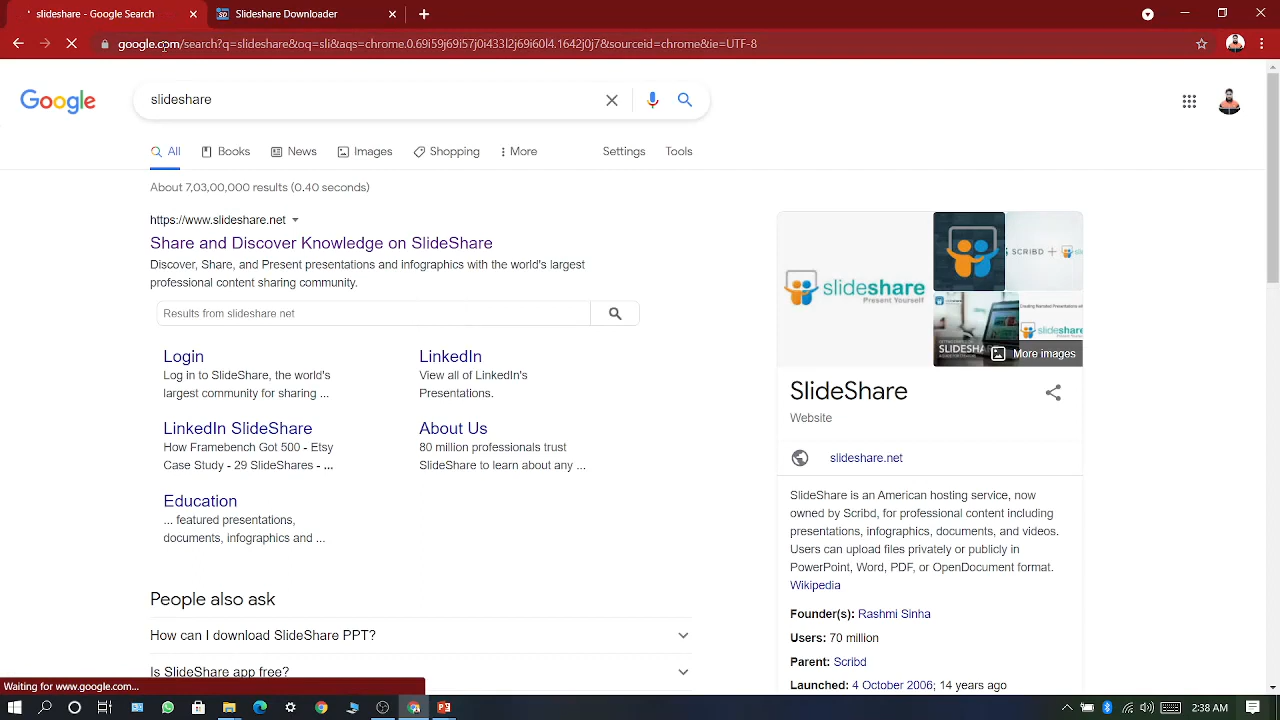 slideshare - Google Search
Slideshare Downloader
google.com/search?q=slideshare&oq=sli&aqs=chrome.0.69i59j69i57j0i433l2j69i60l4.1642j0j7&sourceid=chrome&ie=UTF-8
Google
slideshare
All
Books
News
Images
Shopping
More
Settings
Tools
About 7,03,00,000 results (0.40 seconds)
https://www.slideshare.net
Share and Discover Knowledge on SlideShare
Discover, Share, and Present presentations and infographics with the world's largest
professional content sharing community.
Results from slideshare.net
Login
Log in to SlideShare, the world's
largest community for sharing ...
LinkedIn
View all of LinkedIn's
Presentations.
LinkedIn SlideShare
How Framebench Got 500 - Etsy
Case Study - 29 SlideShares - ...
About Us
80 million professionals trust
SlideShare to learn about any ...
Education
... featured presentations,
documents, infographics and ...
People also ask
How can I download SlideShare PPT?
Is SlideShare app free?
slideshare
Present Yourself
SCRIBD +
slideshare
SLIDESHA
More images
SlideShare
Website
slideshare.net
SlideShare is an American hosting service, now
owned by Scribd, for professional content including
presentations, infographics, documents, and videos.
Users can upload files privately or publicly in
PowerPoint, Word, PDF, or OpenDocument format.
Wikipedia
Founder(s): Rashmi Sinha
Users: 70 million
Parent: Scribd
Launched: 4 October 2006; 14 years ago
Waiting for www.google.com...
2:38 AM